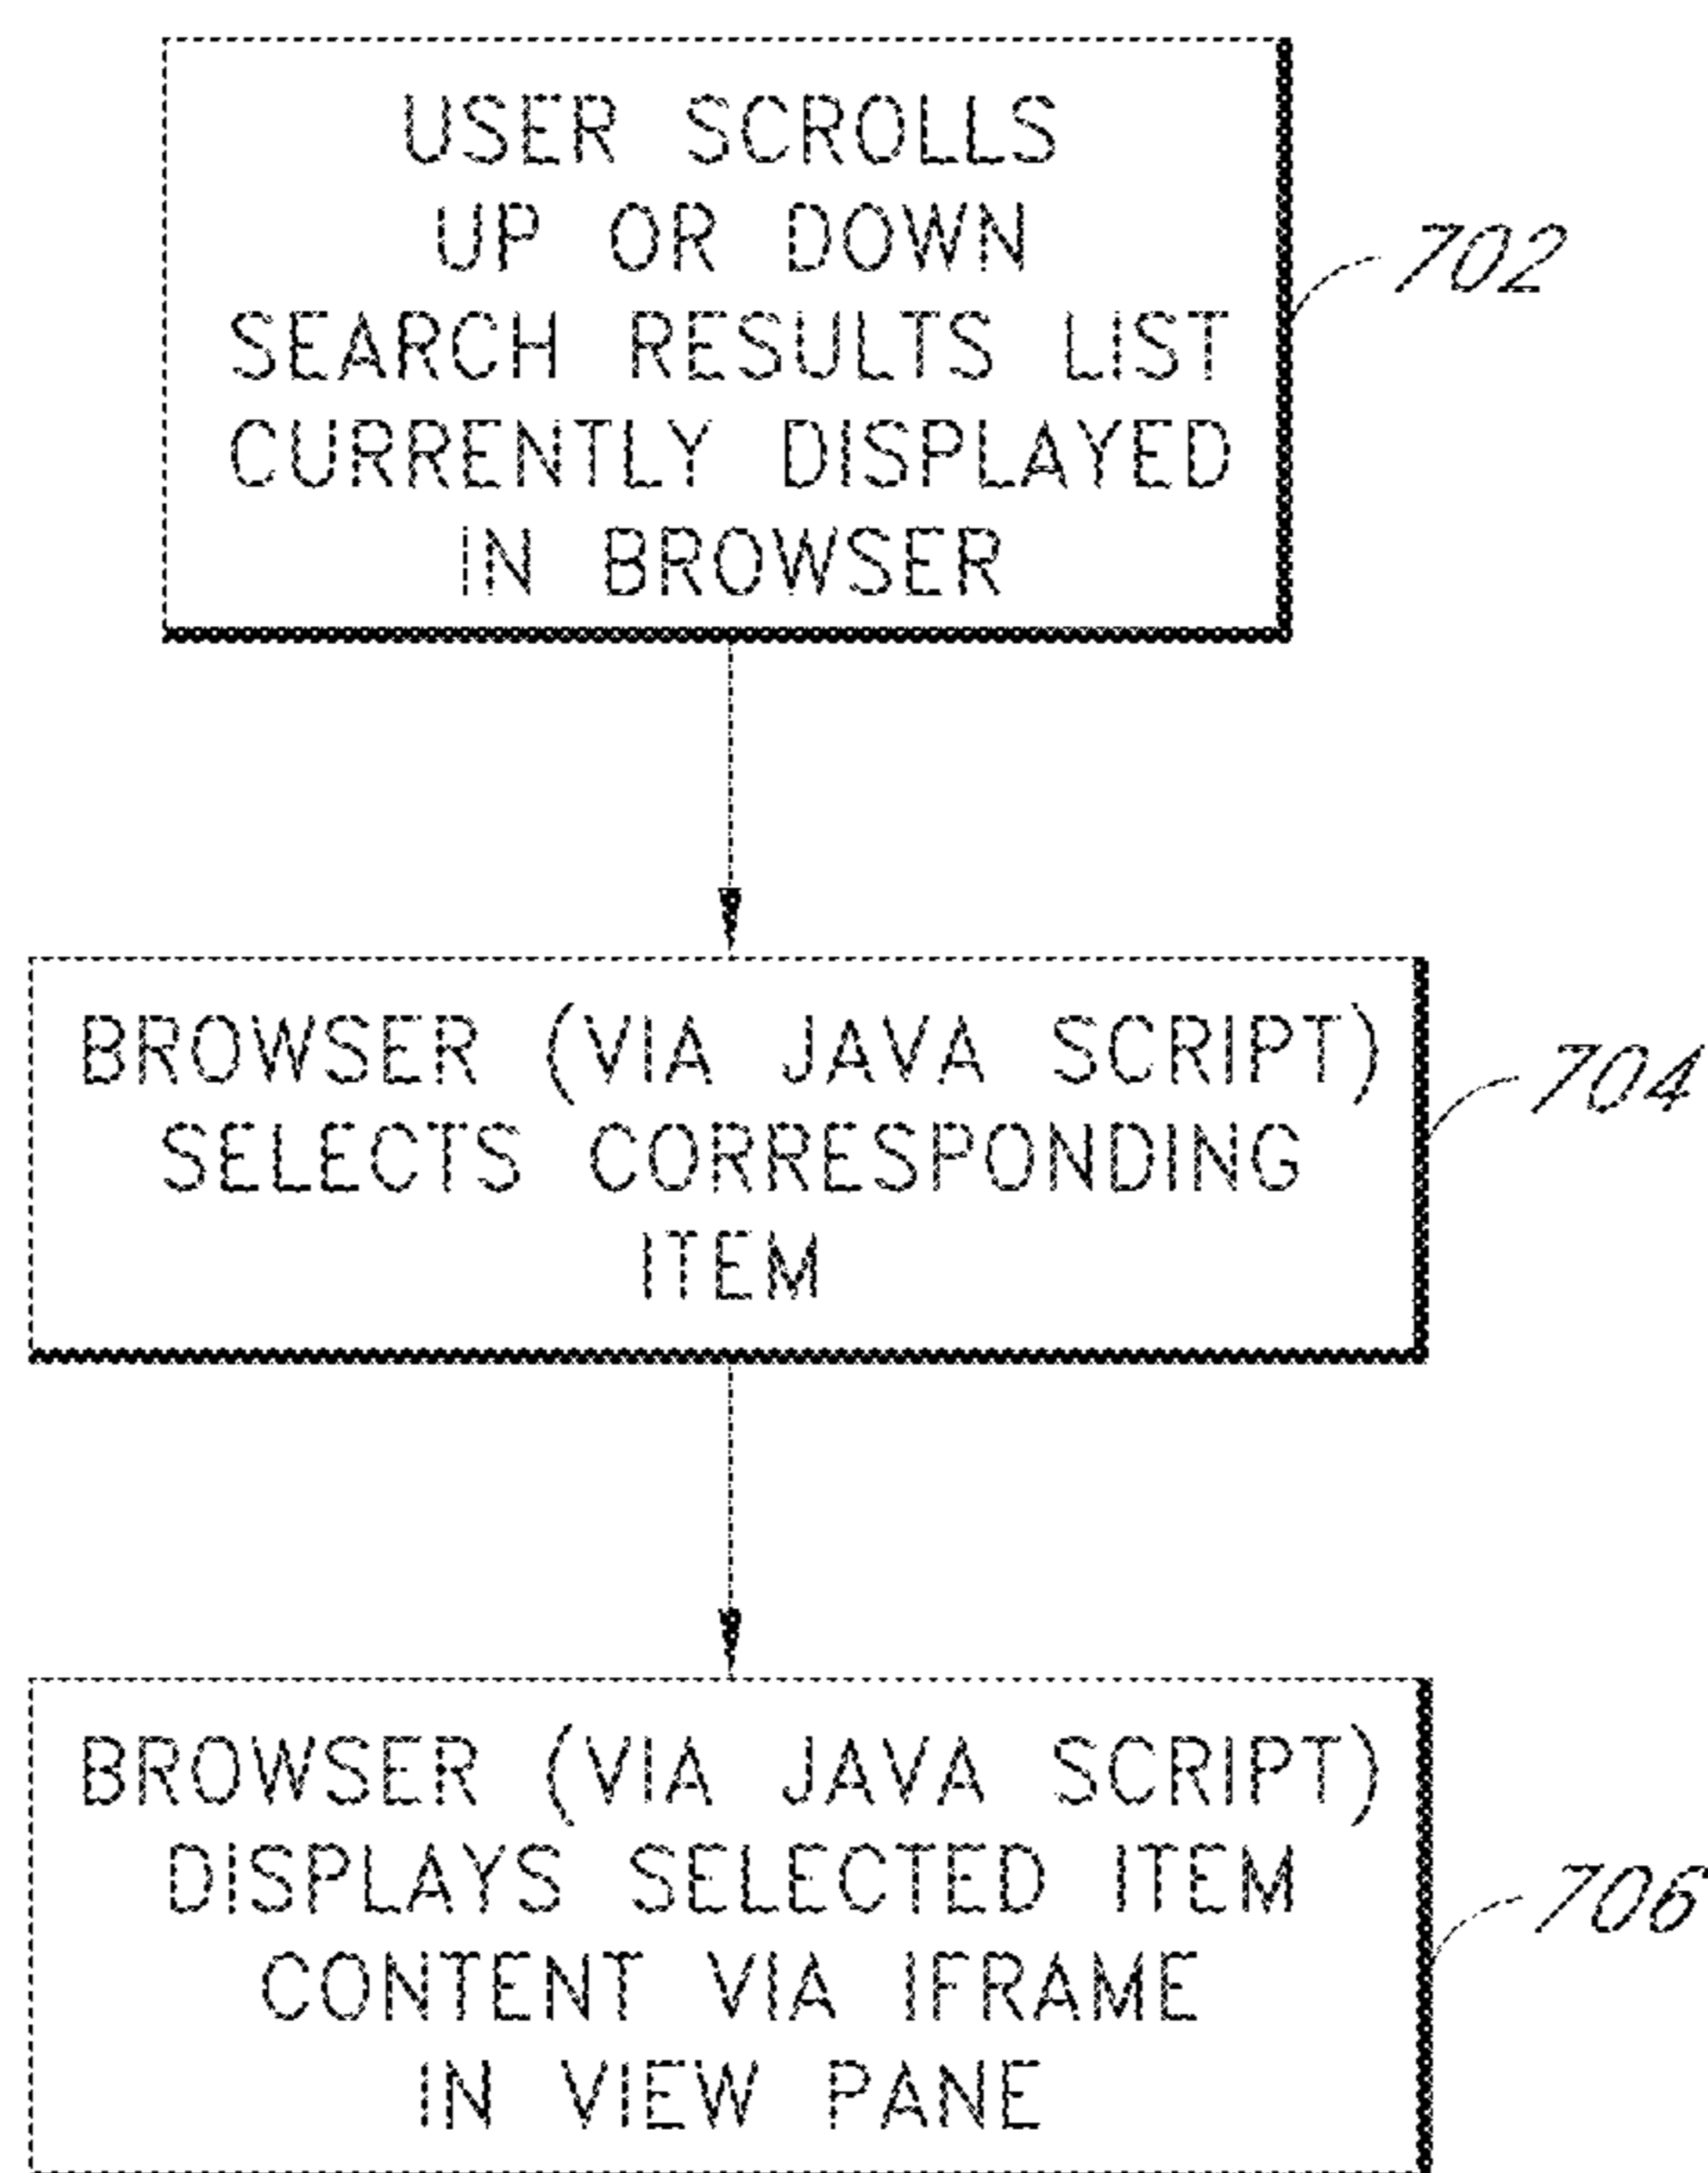 USER SCROLLS
UP OR DOWN
SEARCH RESULTS LIST
CURRENTLY DISPLAYED
IN BROWSER
702
BROWSER (VIA JAVA SCRIPT)
SELECTS CORRESPONDING
ITEM
704
BROWSER (VIA JAVA SCRIPT)
DISPLAYS SELECTED ITEM
CONTENT VIA IFRAME
IN VIEW PANE
706